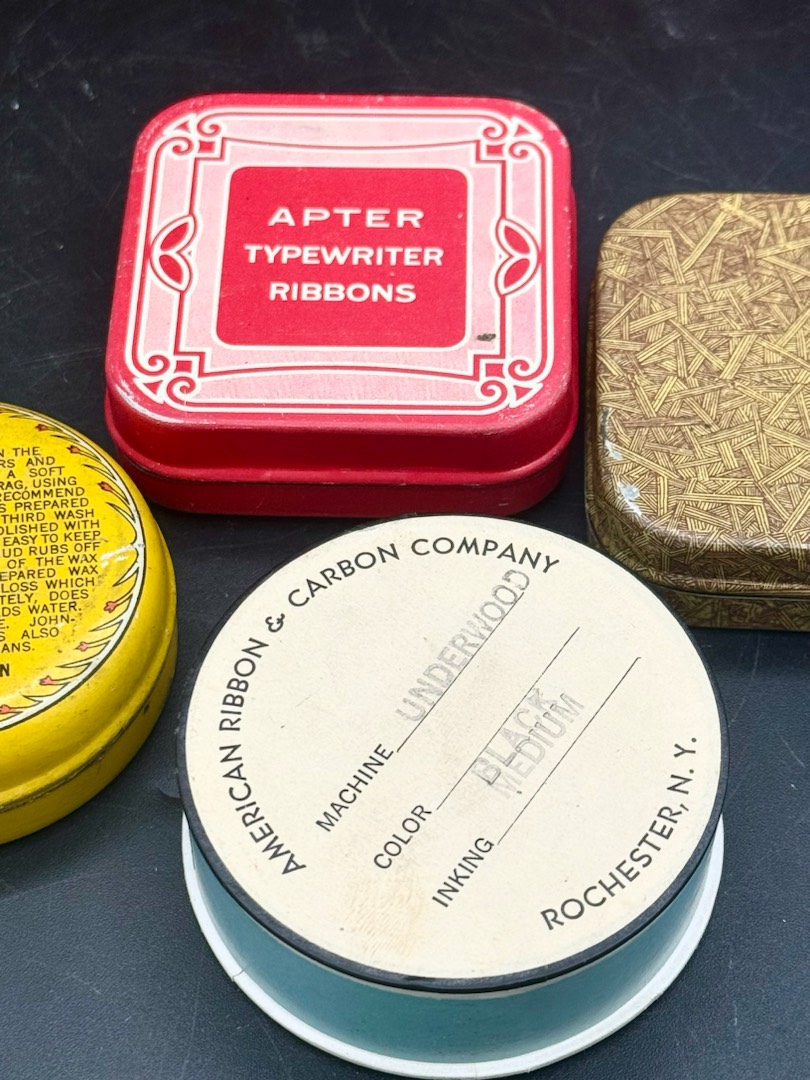 APTER
TYPEWRITER
RIBBONS
N THE
RS AND
A SOFT
RAG, USING
RECOMMEND
S PREPARED
THIRD WASH
OLISHED WITH
EASY TO KEEP
UD RUBS OFF
OF THE WAX
EPARED WAX
LOSS WHICH
TELY, DOES
DS WATER.
E. JOHN-
S ALSO
ANS.
N
AMERICAN RIBBON & CARBON COMPANY
MACHINE UNDERWOOD
COLOR BLACK
INKING MEDIUM
ROCHESTER, N. Y.